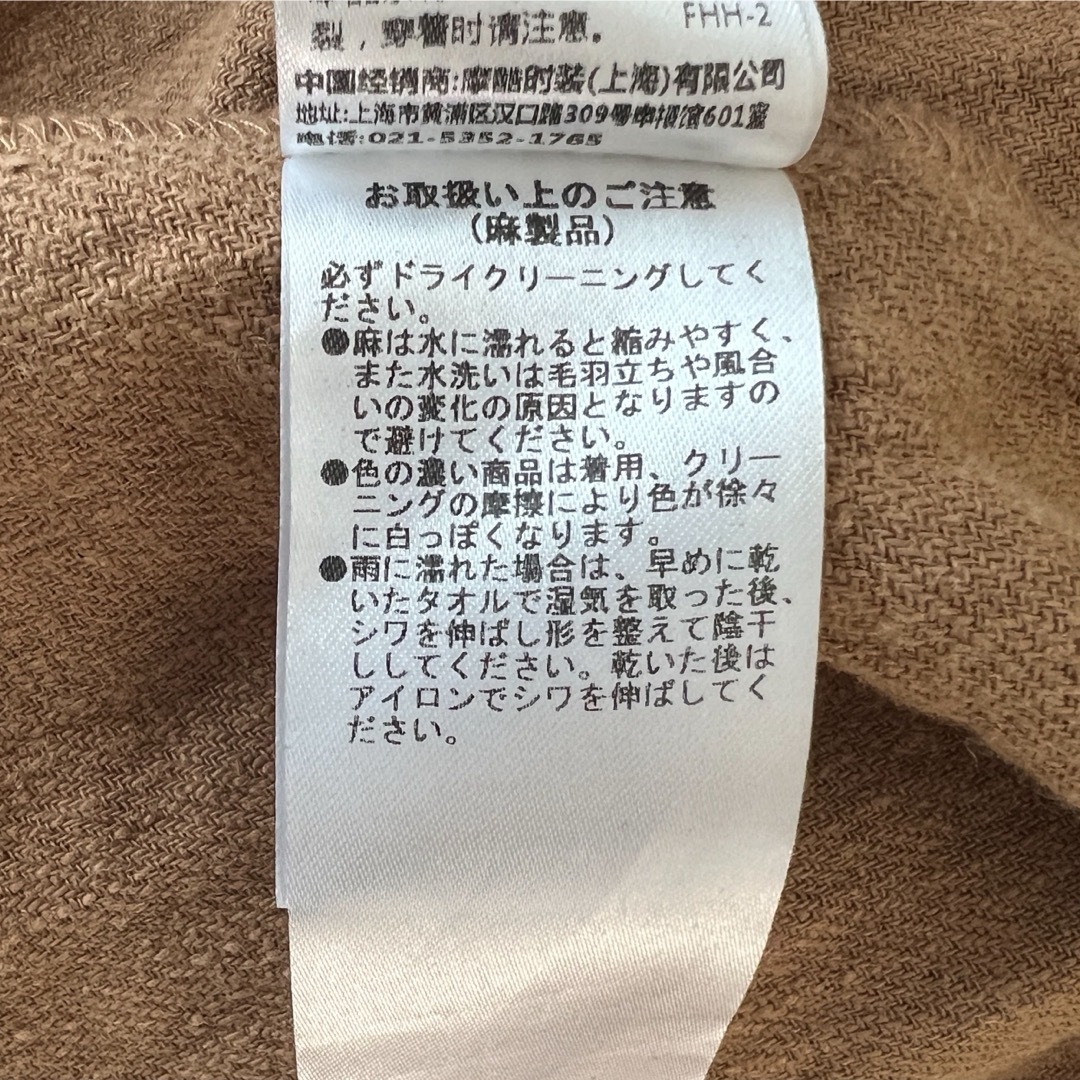 裂，穿着时请注意。
FHH-2
中国经销商:摩酷时装(上海)有限公司
地址:上海市黄浦区汉口路309号申报馆601室
电话:021-5352-1765
お取扱い上のご注意
(麻製品)
必ずドライクリーニングしてく
ださい。
●麻は水に濡れると縮みやすく、
また水洗いは毛羽立ちや風合
いの変化の原因となりますの
で避けてください。
●色の濃い商品は着用、クリー
ニングの摩擦により色が徐々
に白っぽくなります。
●雨に濡れた場合は、早めに乾
いたタオルで湿気を取った後、
シワを伸ばし形を整えて陰干
ししてください。乾いた後は
アイロンでシワを伸ばしてく
ださい。